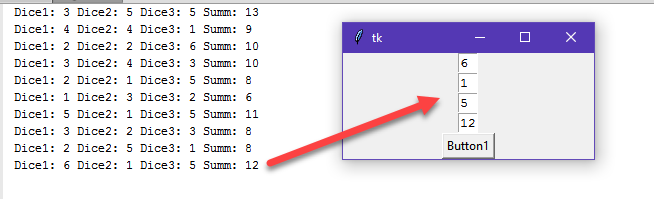 Dice1: 3 Dice2: 5 Dice3: 5 Summ: 13
Dice1: 4 Dice2: 4 Dice3: 1 Summ: 9
Dice1: 2 Dice2: 2 Dice3: 6 Summ: 10
Dice1: 3 Dice2: 4 Dice3: 3 Summ: 10
Dice1: 2 Dice2: 1 Dice3: 5 Summ: 8
Dice1: 1 Dice2: 3 Dice3: 2 Summ: 6
Dice1: 5 Dice2: 1 Dice3: 5 Summ: 11
Dice1: 3 Dice2: 2 Dice3: 3 Summ: 8
Dice1: 2 Dice2: 5 Dice3: 1 Summ: 8
Dice1: 6 Dice2: 1 Dice3: 5 Summ: 12
tk
6
1
5
12
Button1